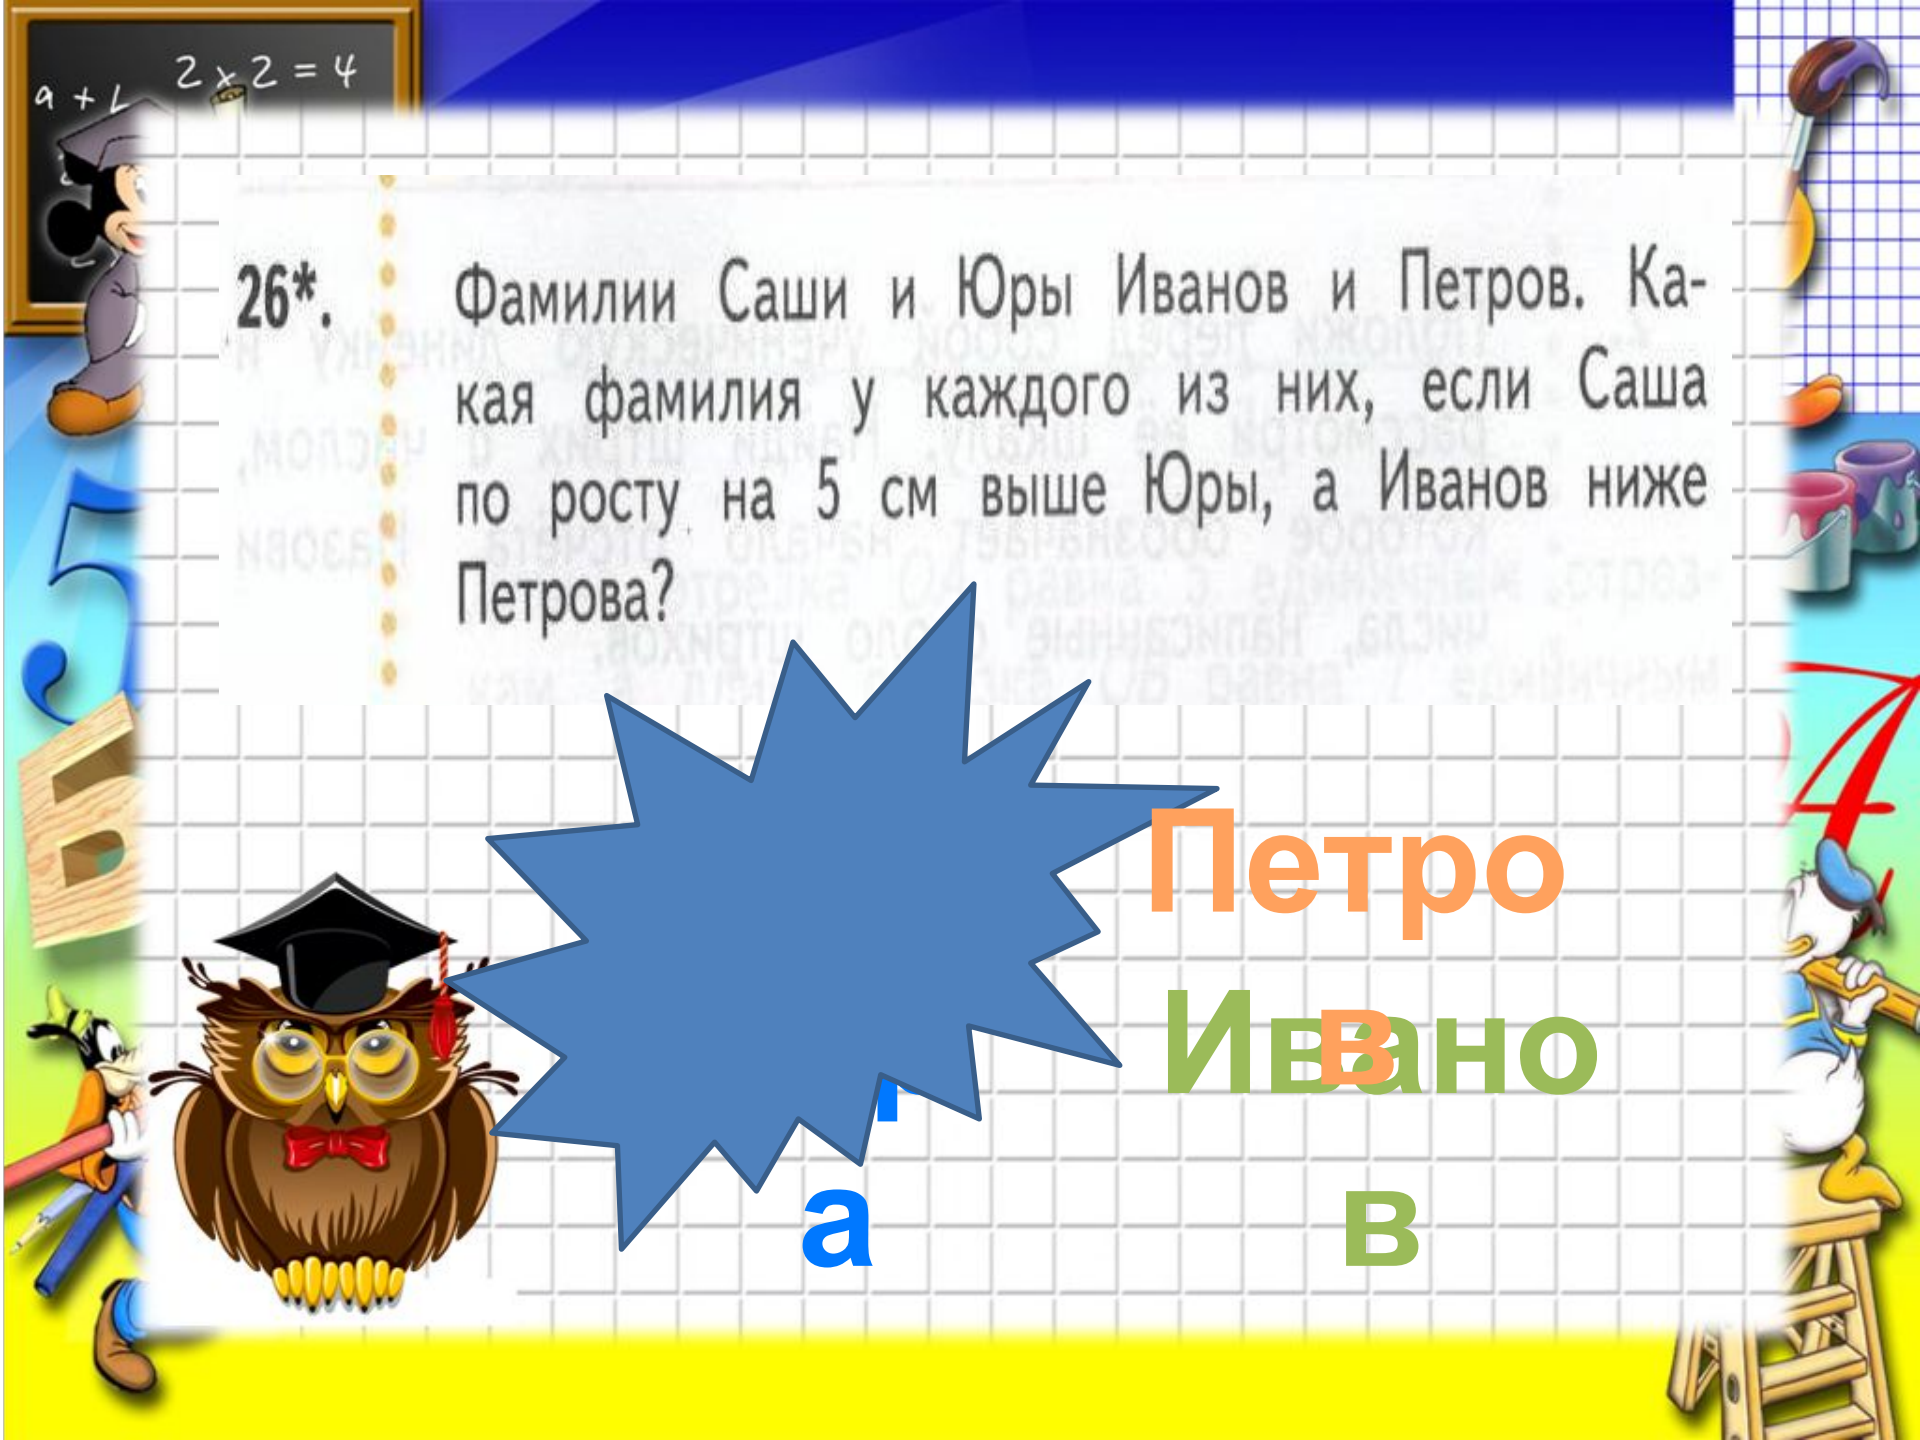 2 x 2 = 4
a +
26*. Фамилии Саши и Юры Иванов и Петров. Ка-
кая фамилия у каждого из них, если Саша
по росту на 5 см выше Юры, а Иванов ниже
Петрова?
Петро
в
Ивано
а
в